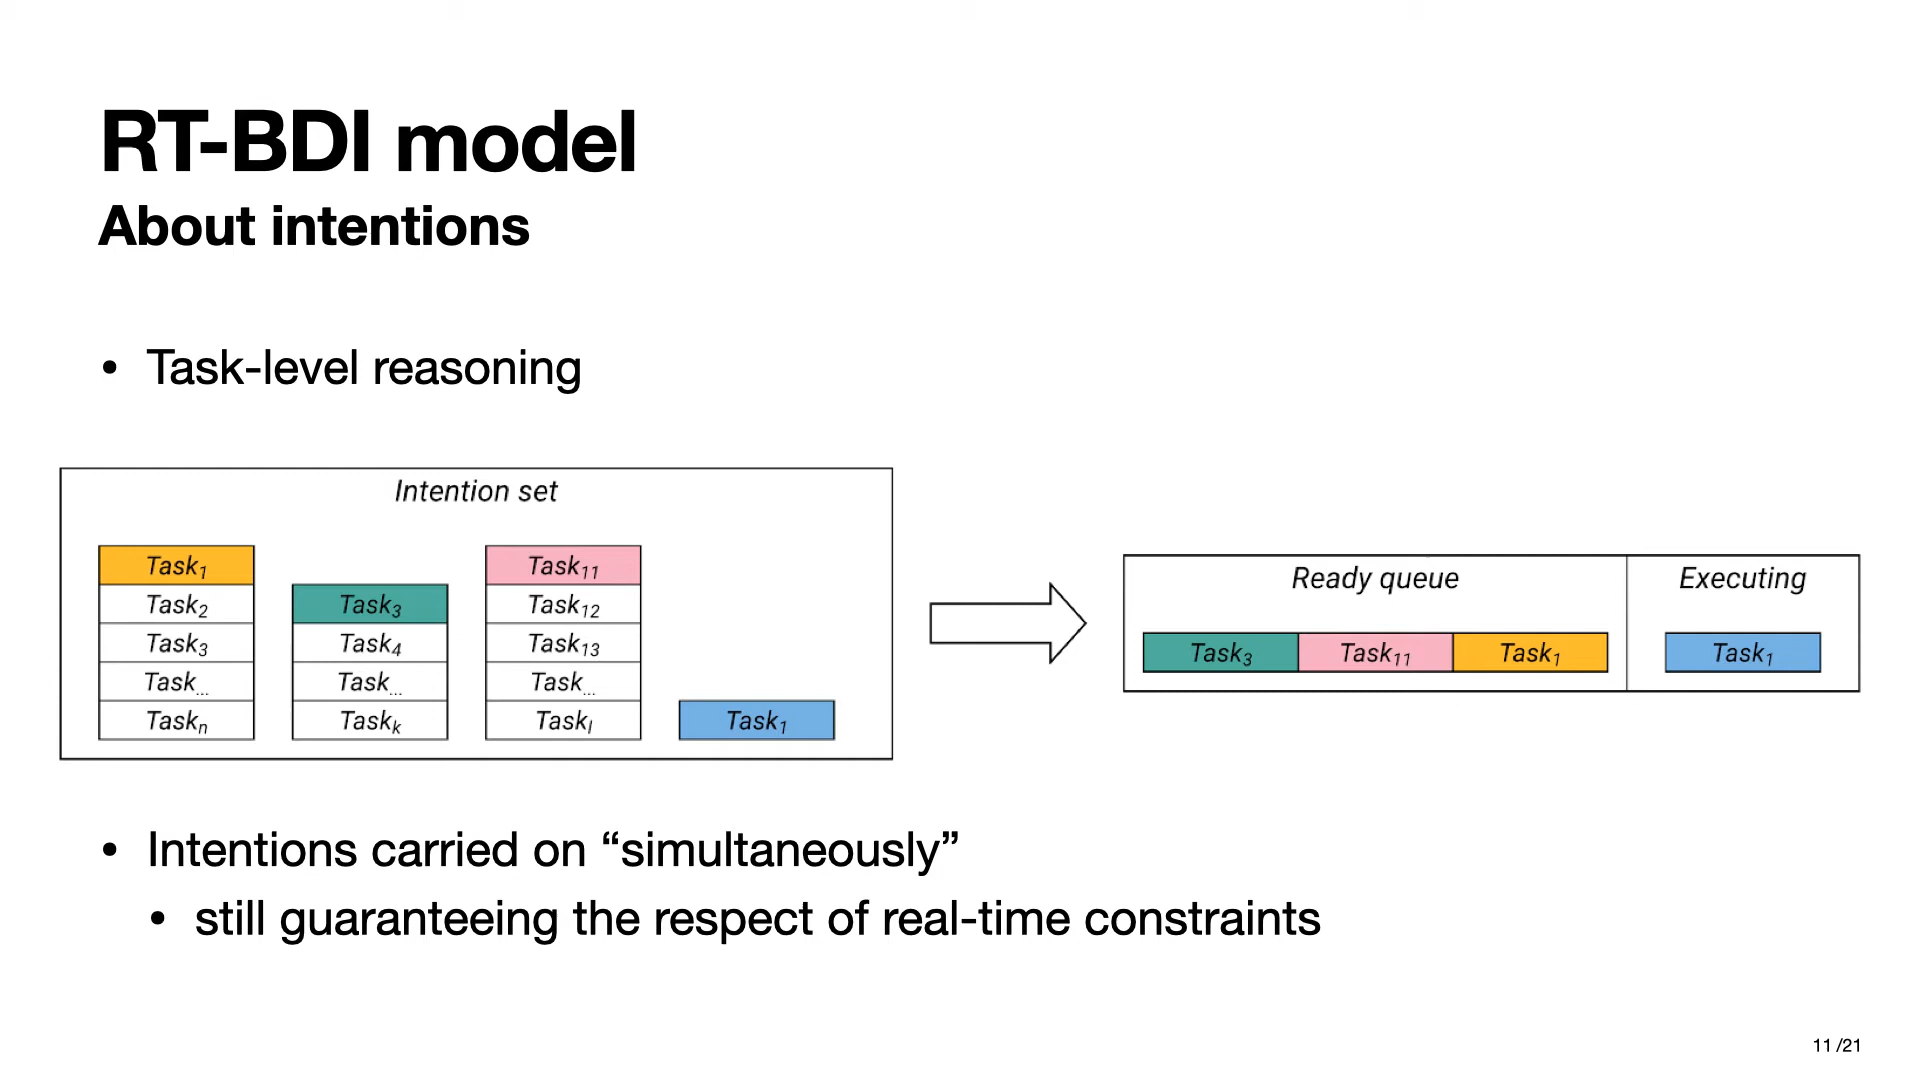 RT-BDI model
About intentions
• Task-level reasoning
Intention set
Task1
Task2
Task3
Task...
Taskn
Task3
Task4
Task...
Taskk
Task11
Task12
Task13
Task...
Taskl
Task1
Ready queue
Task3 Task11 Task1
Executing
Task1
• Intentions carried on “simultaneously”
• still guaranteeing the respect of real-time constraints
11 /21